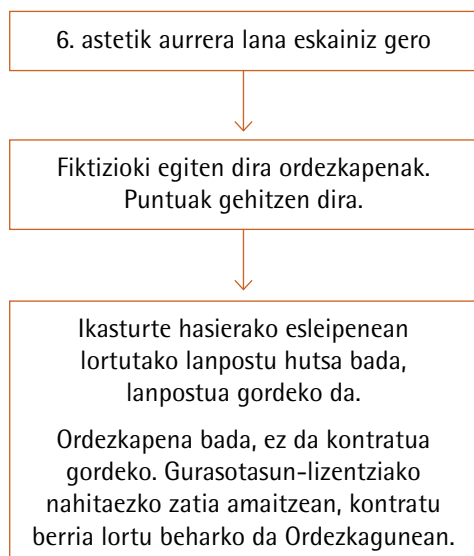 6. astetik aurrera lana eskainiz gero
Fiktizioki egiten dira ordezkapenak.
Puntuak gehitzen dira.
Ikasturte hasierako esleipenean
lortutako lanpostu hutsa bada,
lanpostua gordeko da.
Ordezkapena bada, ez da kontratua
gordeko. Gurasotasun-lizentziako
nahitaezko zatia amaitzean, kontratu
berria lortu beharko da Ordezkagunean.